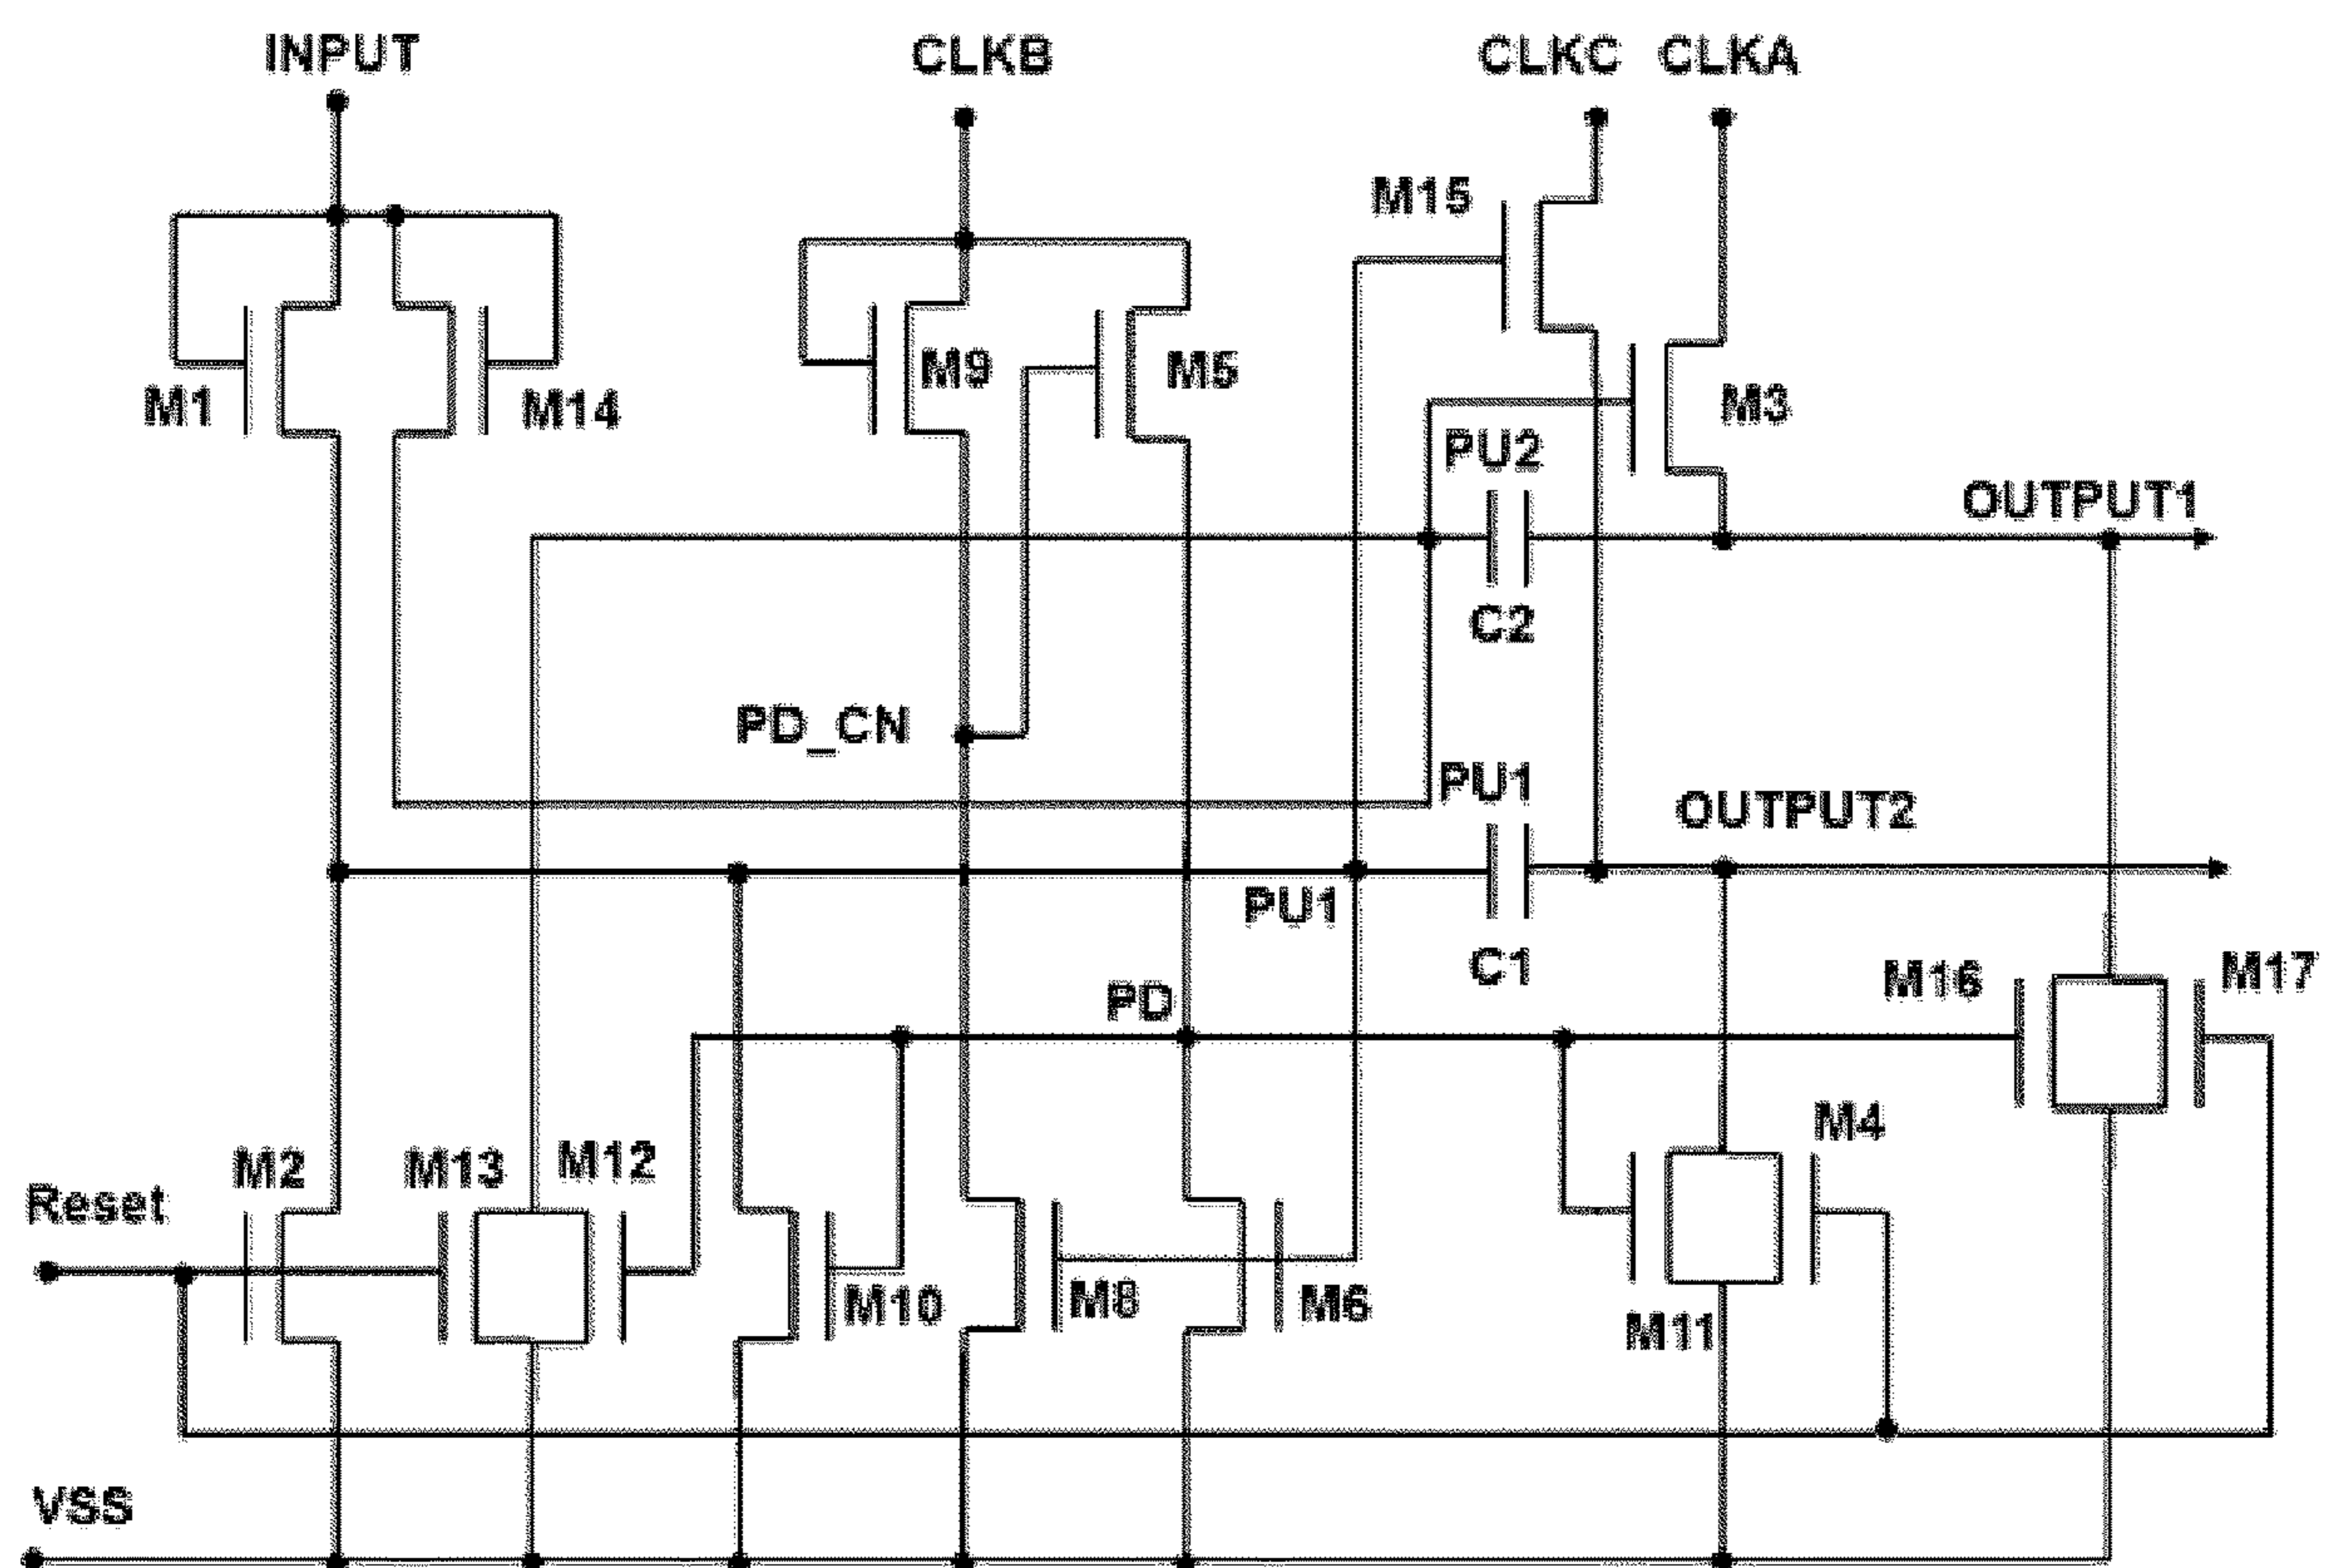 INPUT
CLKB
CLKC CLKA
M15
M1
M14
M9
M5
M3
PU2
OUTPUT1
C2
PD_CN
PU1
OUTPUT2
PU1
C1
PD
M16
M17
M4
M2
M13
M12
Reset
M10
M8
M6
M11
VSS